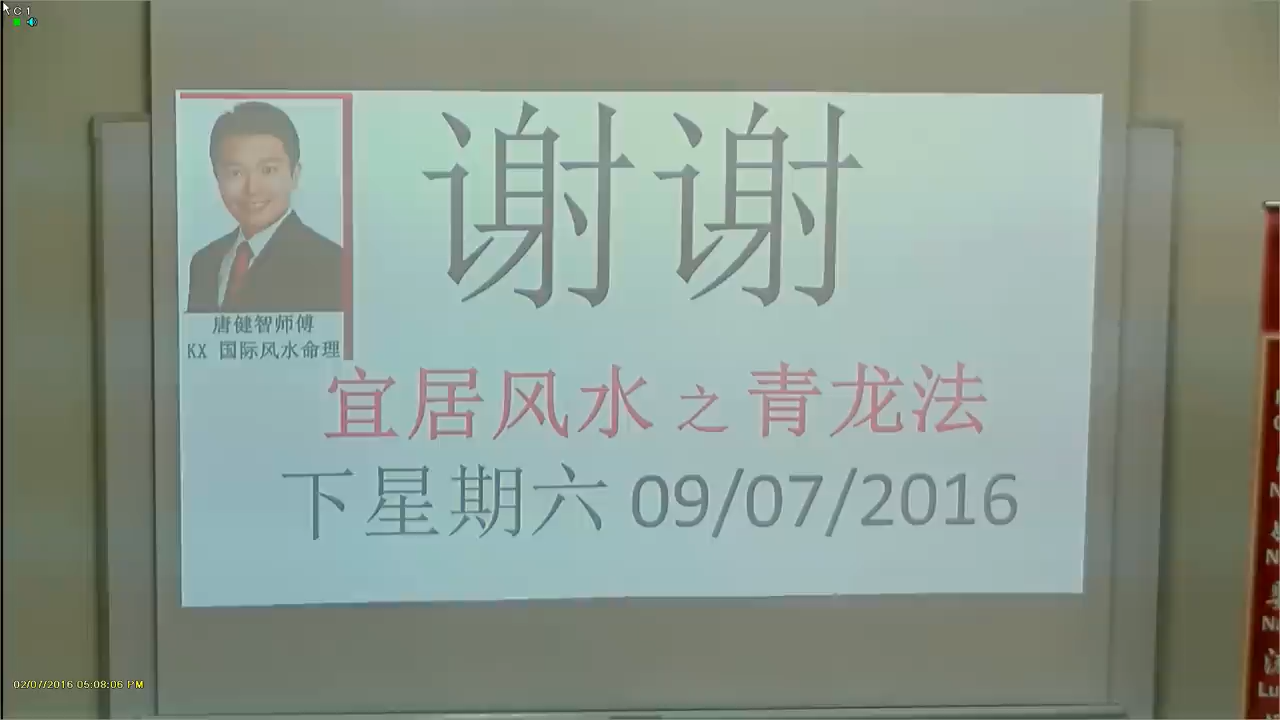 C 1
谢谢
唐健智师傅
KX 国际风水命理
宜居风水 之 青龙法
下星期六 09/07/2016
02/07/2016 05:08:06 PM